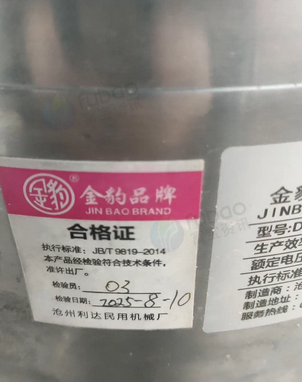 金豹
金豹品牌
JIN BAO BRAND
合格证
执行标准：JB/T 9819-2014
本产品经检验符合技术条件，
准许出厂。
检验员：03
检验日期：2025-8-10
沧州利达民用机械厂
金豹
JINB
型号：D
生产效率
额定电压
执行标准
制造商：沧
制造地址
服务热线：